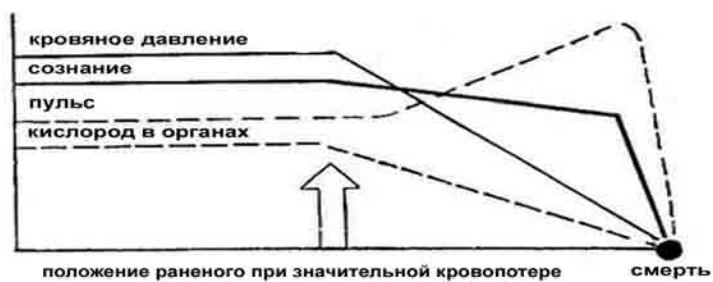 кровяное давление
сознание
пульс
кислород в органах
положение раненого при значительной кровопотере
смерть